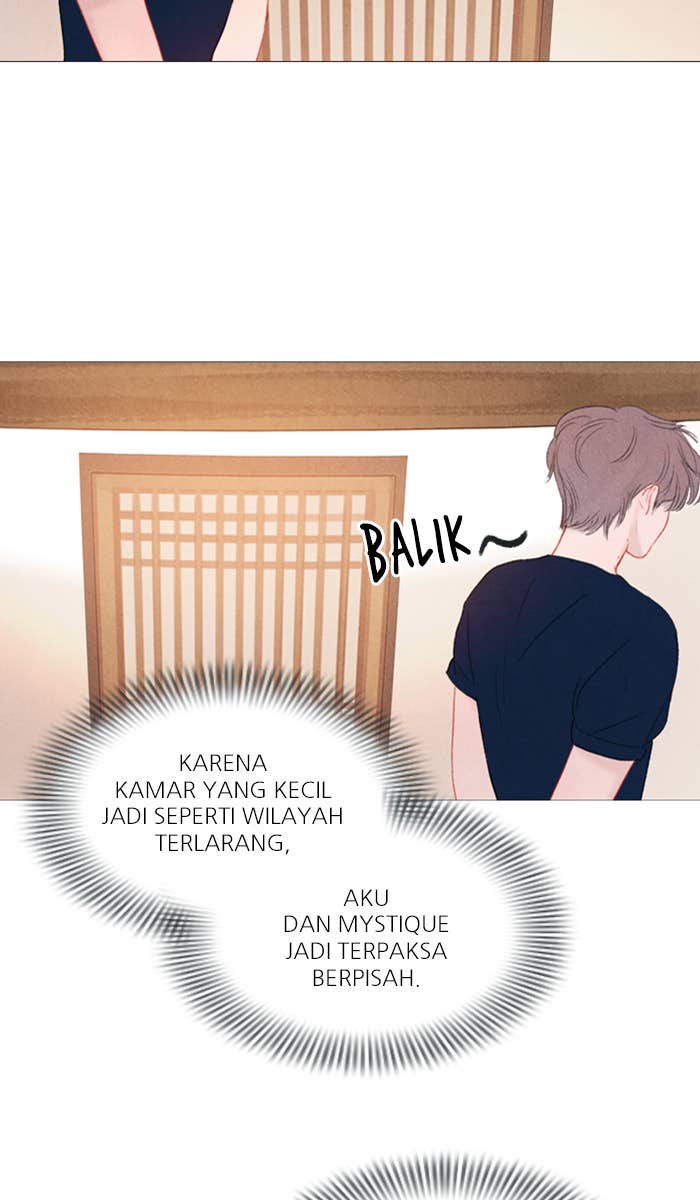 BALIK~
KARENA
KAMAR YANG KECIL
JADI SEPERTI WILAYAH
TERLARANG,
AKU
DAN MYSTIQUE
JADI TERPAKSA
BERPISAH.